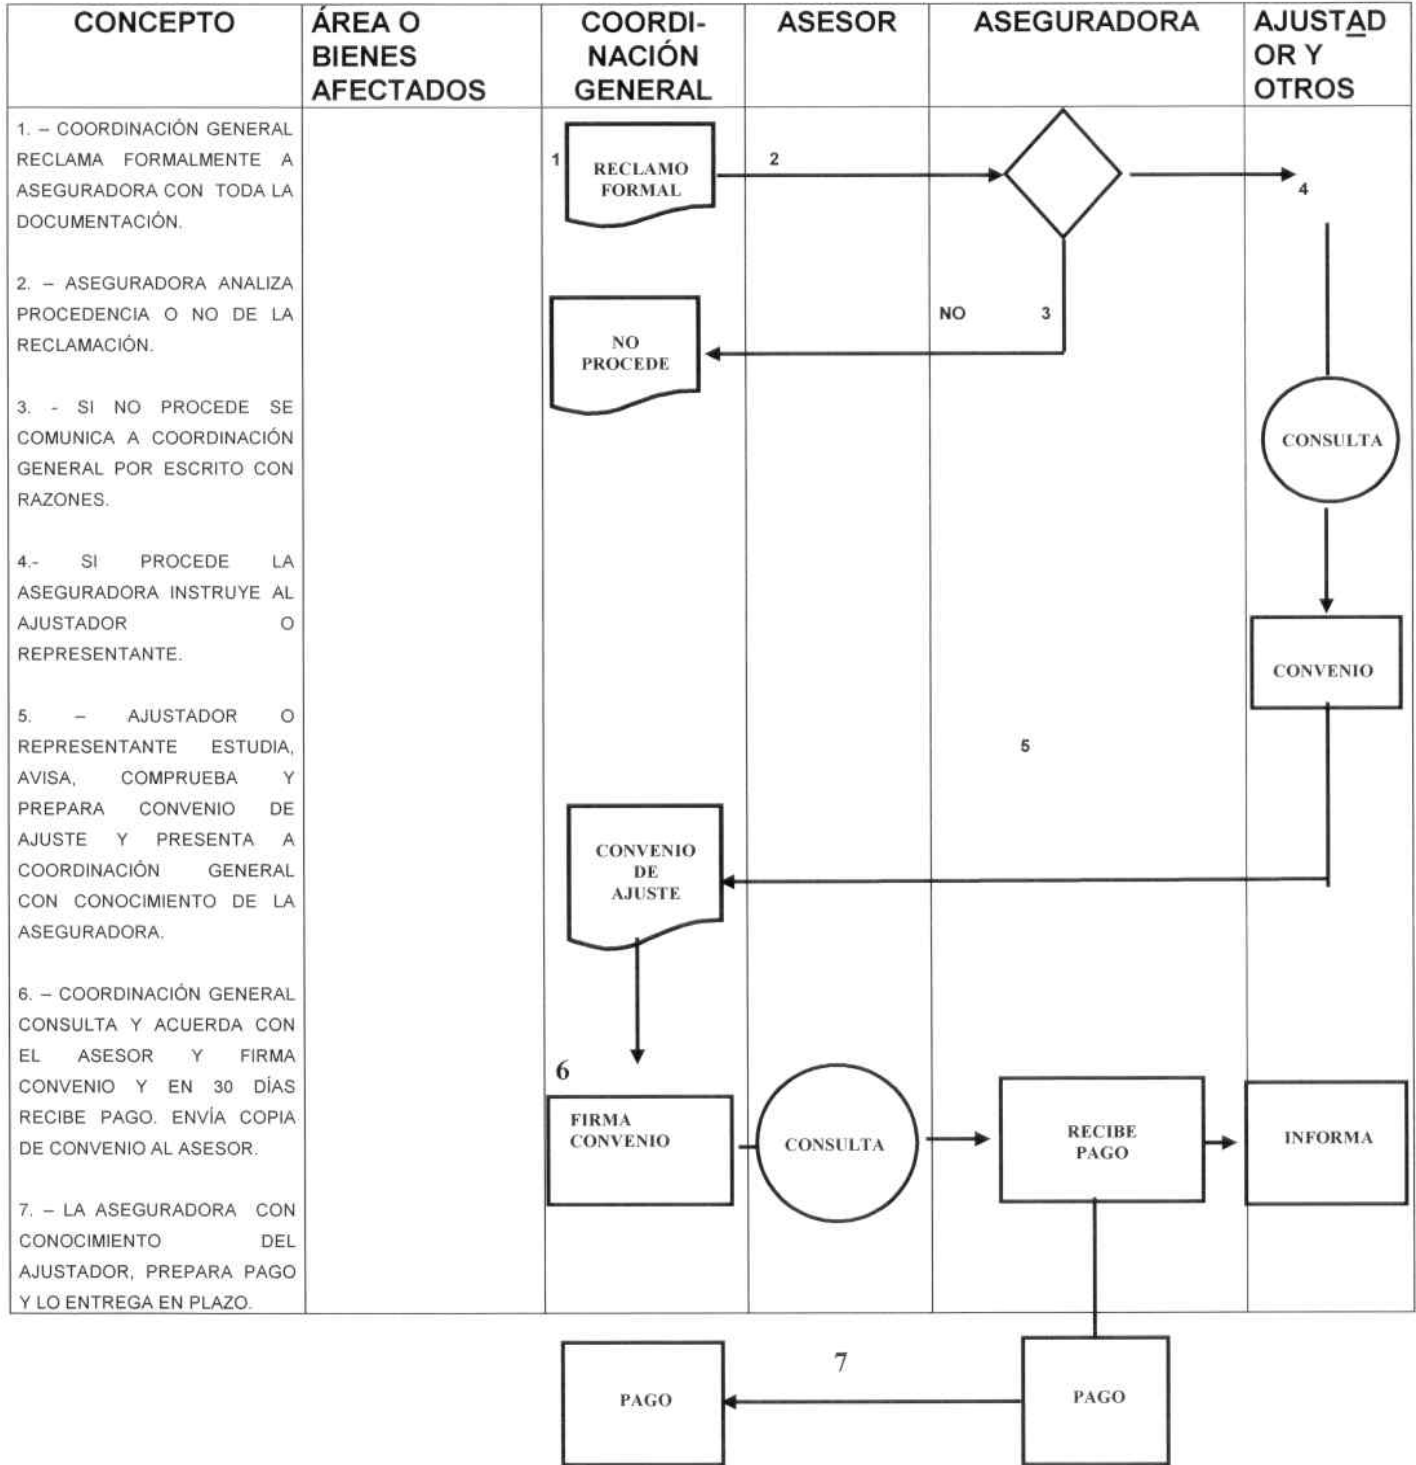 CONCEPTO
ÁREA O
BIENES
AFECTADOS
COORDI-
NACIÓN
GENERAL
ASESOR
ASEGURADORA
AJUSTAD
OR Y
OTROS
1. – COORDINACIÓN GENERAL
RECLAMA FORMALMENTE A
ASEGURADORA CON TODA LA
DOCUMENTACIÓN.
2. – ASEGURADORA ANALIZA
PROCEDENCIA O NO DE LA
RECLAMACIÓN.
3. - SI NO PROCEDE SE
COMUNICA A COORDINACIÓN
GENERAL POR ESCRITO CON
RAZONES.
4.- SI PROCEDE LA
ASEGURADORA INSTRUYE AL
AJUSTADOR O
REPRESENTANTE.
5. – AJUSTADOR O
REPRESENTANTE ESTUDIA,
AVISA, COMPRUEBA Y
PREPARA CONVENIO DE
AJUSTE Y PRESENTA A
COORDINACIÓN GENERAL
CON CONOCIMIENTO DE LA
ASEGURADORA.
6. – COORDINACIÓN GENERAL
CONSULTA Y ACUERDA CON
EL ASESOR Y FIRMA
CONVENIO Y EN 30 DÍAS
RECIBE PAGO. ENVÍA COPIA
DE CONVENIO AL ASESOR.
7. – LA ASEGURADORA CON
CONOCIMIENTO DEL
AJUSTADOR, PREPARA PAGO
Y LO ENTREGA EN PLAZO.
1
RECLAMO
FORMAL
2
4
NO
PROCEDE
NO 3
CONSULTA
CONVENIO
5
CONVENIO
DE
AJUSTE
6
FIRMA
CONVENIO
CONSULTA
RECIBE
PAGO
INFORMA
PAGO
7
PAGO